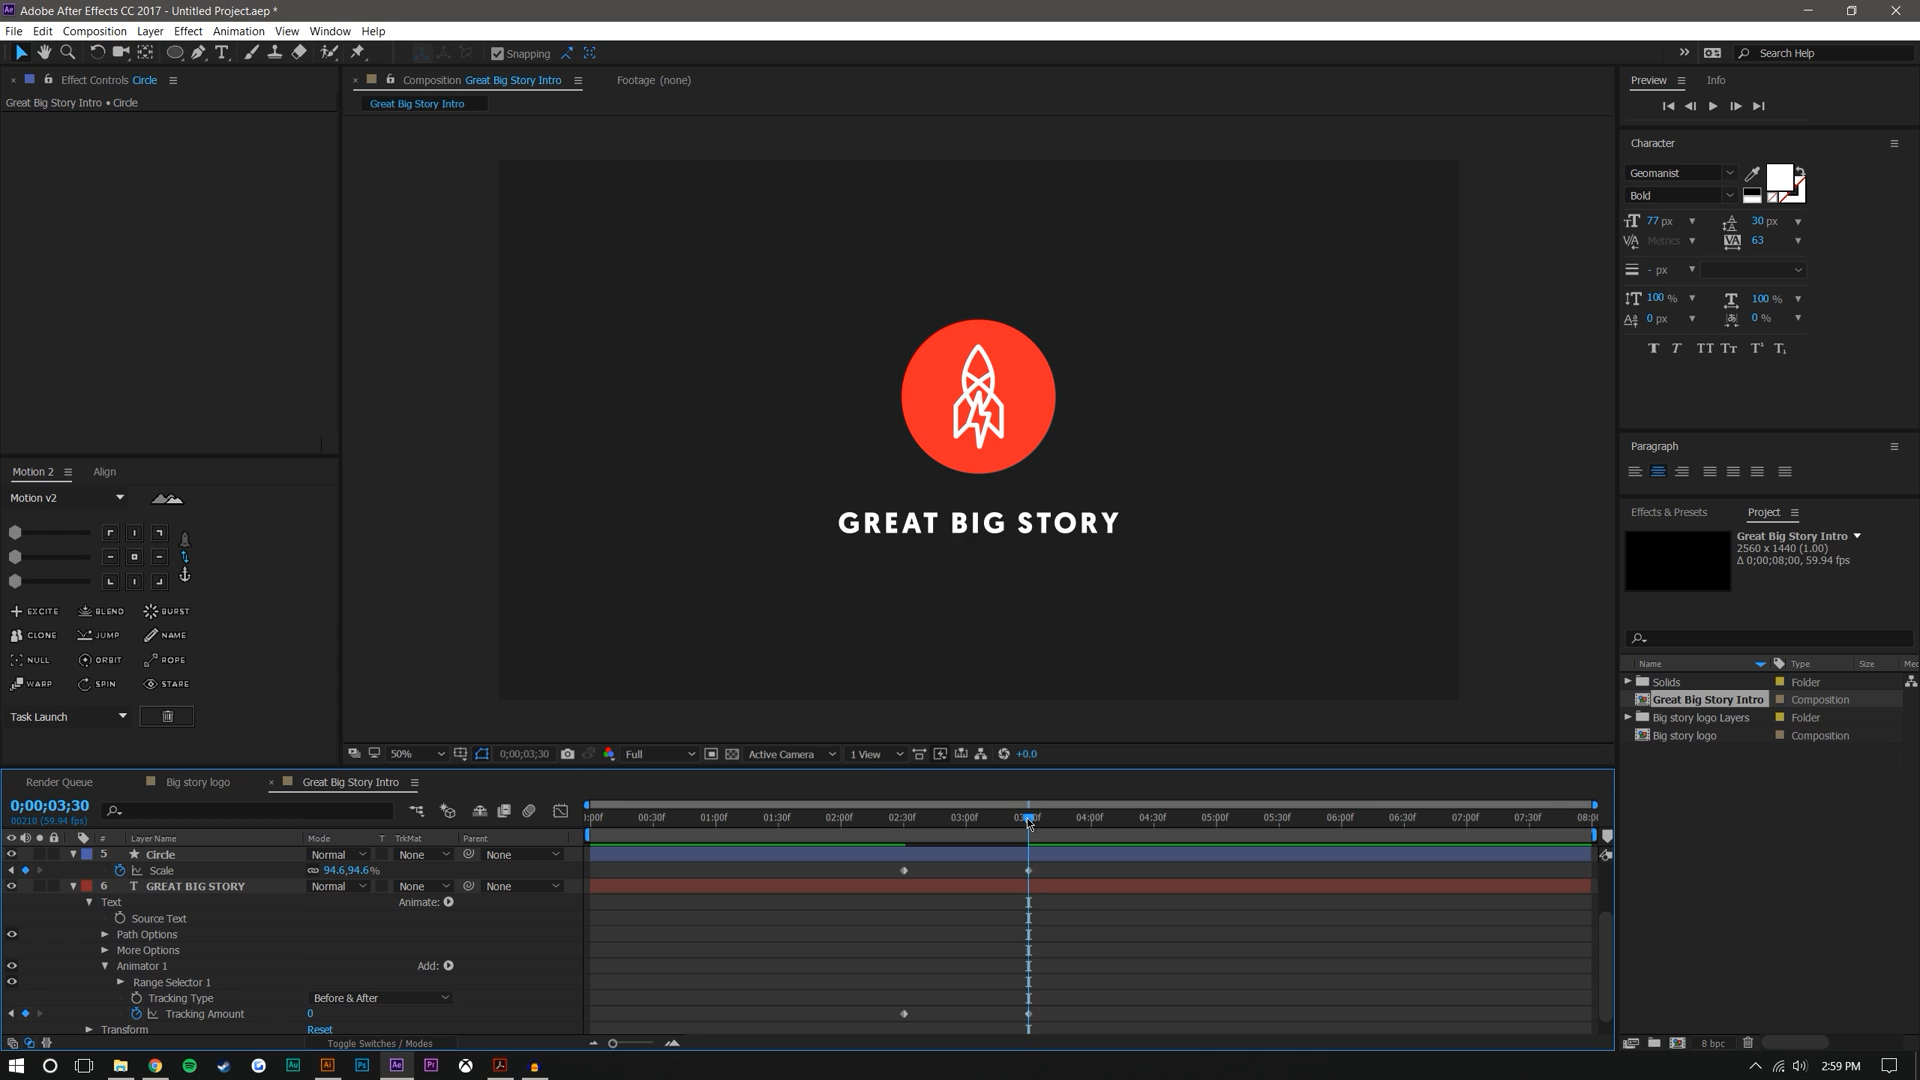 Adobe After Effects CC 2017 - Untitled Project.aep *
File Edit Composition Layer Effect Animation View Window Help
Snapping
Search Help
Effect Controls Circle
Composition Great Big Story Intro
Footage (none)
Preview
Info
Great Big Story Intro • Circle
Great Big Story Intro
Character
Geomanist
Bold
77 px
30 px
Metrics
63
- px
100 %
100 %
0 px
0 %
GREAT BIG STORY
Paragraph
Motion 2
Align
Motion v2
EXCITE BLEND BURST
CLONE JUMP NAME
NULL ORBIT ROPE
WARP SPIN STARE
Task Launch
Effects & Presets
Project
Great Big Story Intro
2560 x 1440 (1.00)
Δ 0;00;08;00, 59.94 fps
Name Type Size
Solids Folder
Great Big Story Intro Composition
Big story logo Layers Folder
Big story logo Composition
50% 0;00;03;30 Full Active Camera 1 View +0.0
Render Queue
Big story logo
Great Big Story Intro
0;00;03;30
00210 (59.94 fps)
00:30f 01:00f 01:30f 02:00f 02:30f 03:00f 04:00f 04:30f 05:00f 05:30f 06:00f 06:30f 07:00f 07:30f
# Layer Name Mode T TrkMat Parent
5 Circle Normal None None
Scale 94.6,94.6%
6 T GREAT BIG STORY Normal None None
Text Animate:
Source Text
Path Options
More Options
Animator 1 Add:
Range Selector 1
Tracking Type Before & After
Tracking Amount 0
Transform Reset
Toggle Switches / Modes
8 bpc
2:59 PM